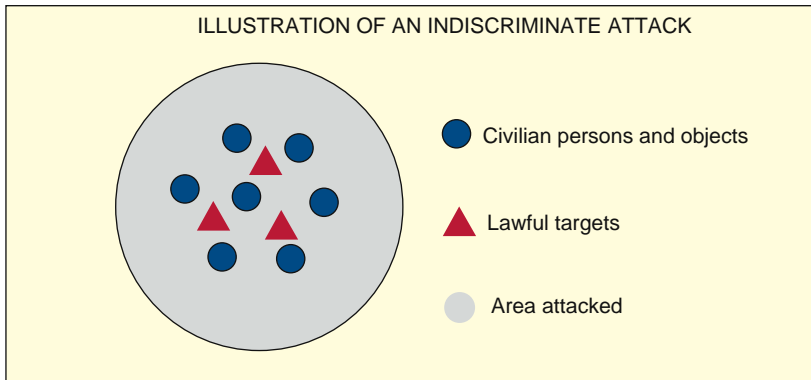 ILLUSTRATION OF AN INDISCRIMINATE ATTACK
Civilian persons and objects
Lawful targets
Area attacked